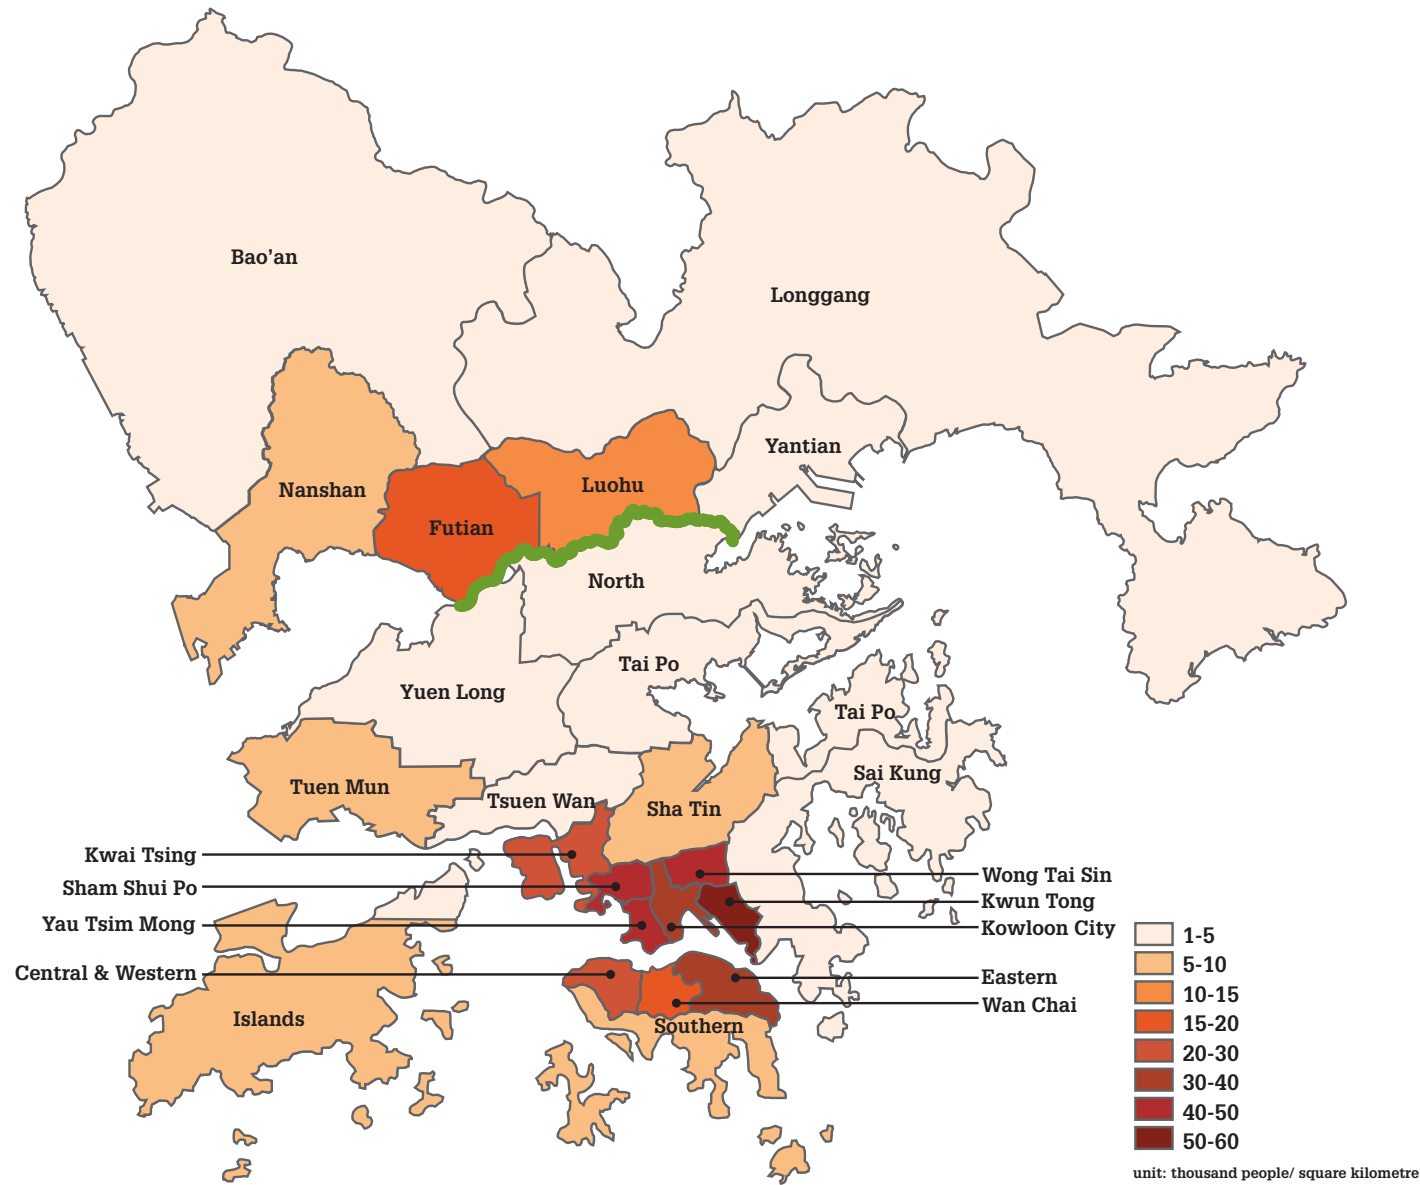 Bao’an
Longgang
Yantian
Nanshan
Luohu
Futian
North
Tai Po
Yuen Long
Tai Po
Sai Kung
Tuen Mun
Tsuen Wan
Sha Tin
Kwai Tsing
Sham Shui Po
Yau Tsim Mong
Central & Western
Wong Tai Sin
Kwun Tong
Kowloon City
Eastern
Wan Chai
Islands
Southern
1-5
5-10
10-15
15-20
20-30
30-40
40-50
50-60
unit: thousand people/ square kilometre